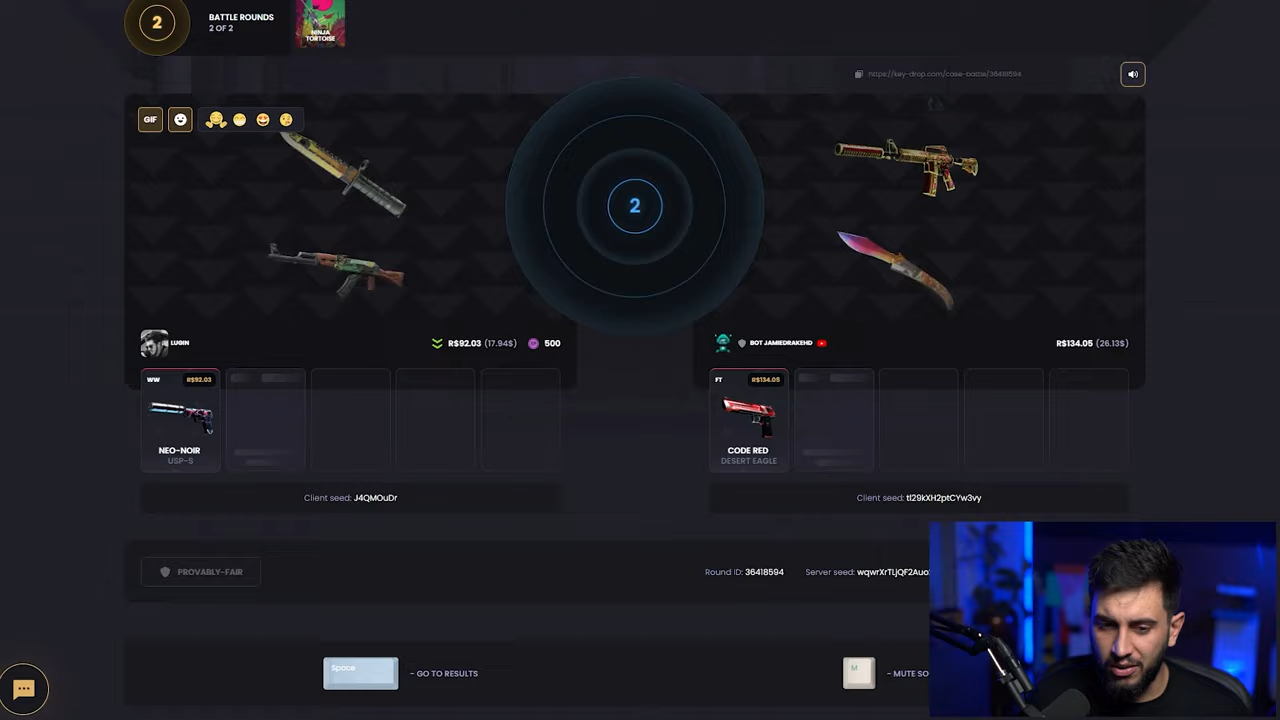 2
BATTLE ROUNDS
2 OF 2
NINJA
TORTOISE
https://key-drop.com/case-battle/36418594
GIF
2
LUGIN
R$92.03 (17.94$)
500
BOT JAMIEDRAKEHD
R$134.05 (26.13$)
WW
R$92.03
NEO-NOIR
USP-S
FT
R$134.05
CODE RED
DESERT EAGLE
Client seed: J4QMOuDr
Client seed: tI29kXH2ptCYw3vy
PROVABLY-FAIR
Round ID: 36418594
Server seed:
Space
- GO TO RESULTS
M
- MUTE SO